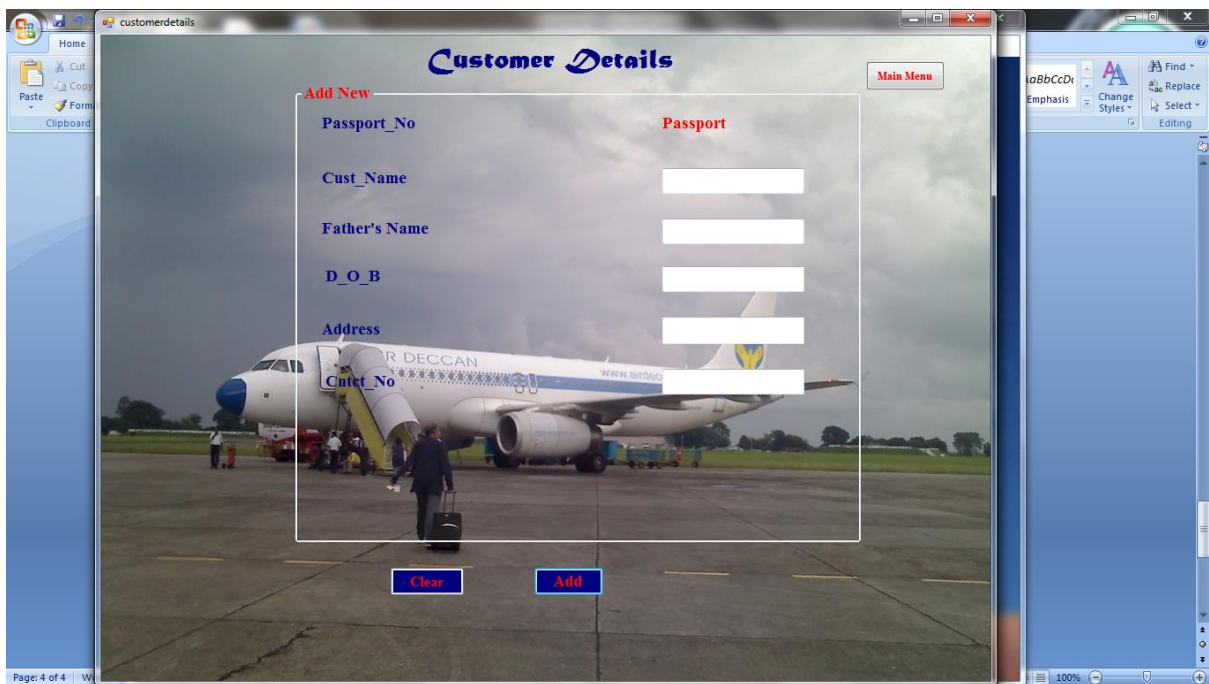 customerdetails
Home
Cut
Copy
Paste
Clipboard
Customer Details
Main Menu
Add New
Passport_No
Passport
Cust_Name
Father's Name
D_O_B
Address
Cntct_No
R DECCAN
Clear
Add
Emphasis
Change
Styles
Find
Replace
Select
Editing
Page: 4 of 4
100%